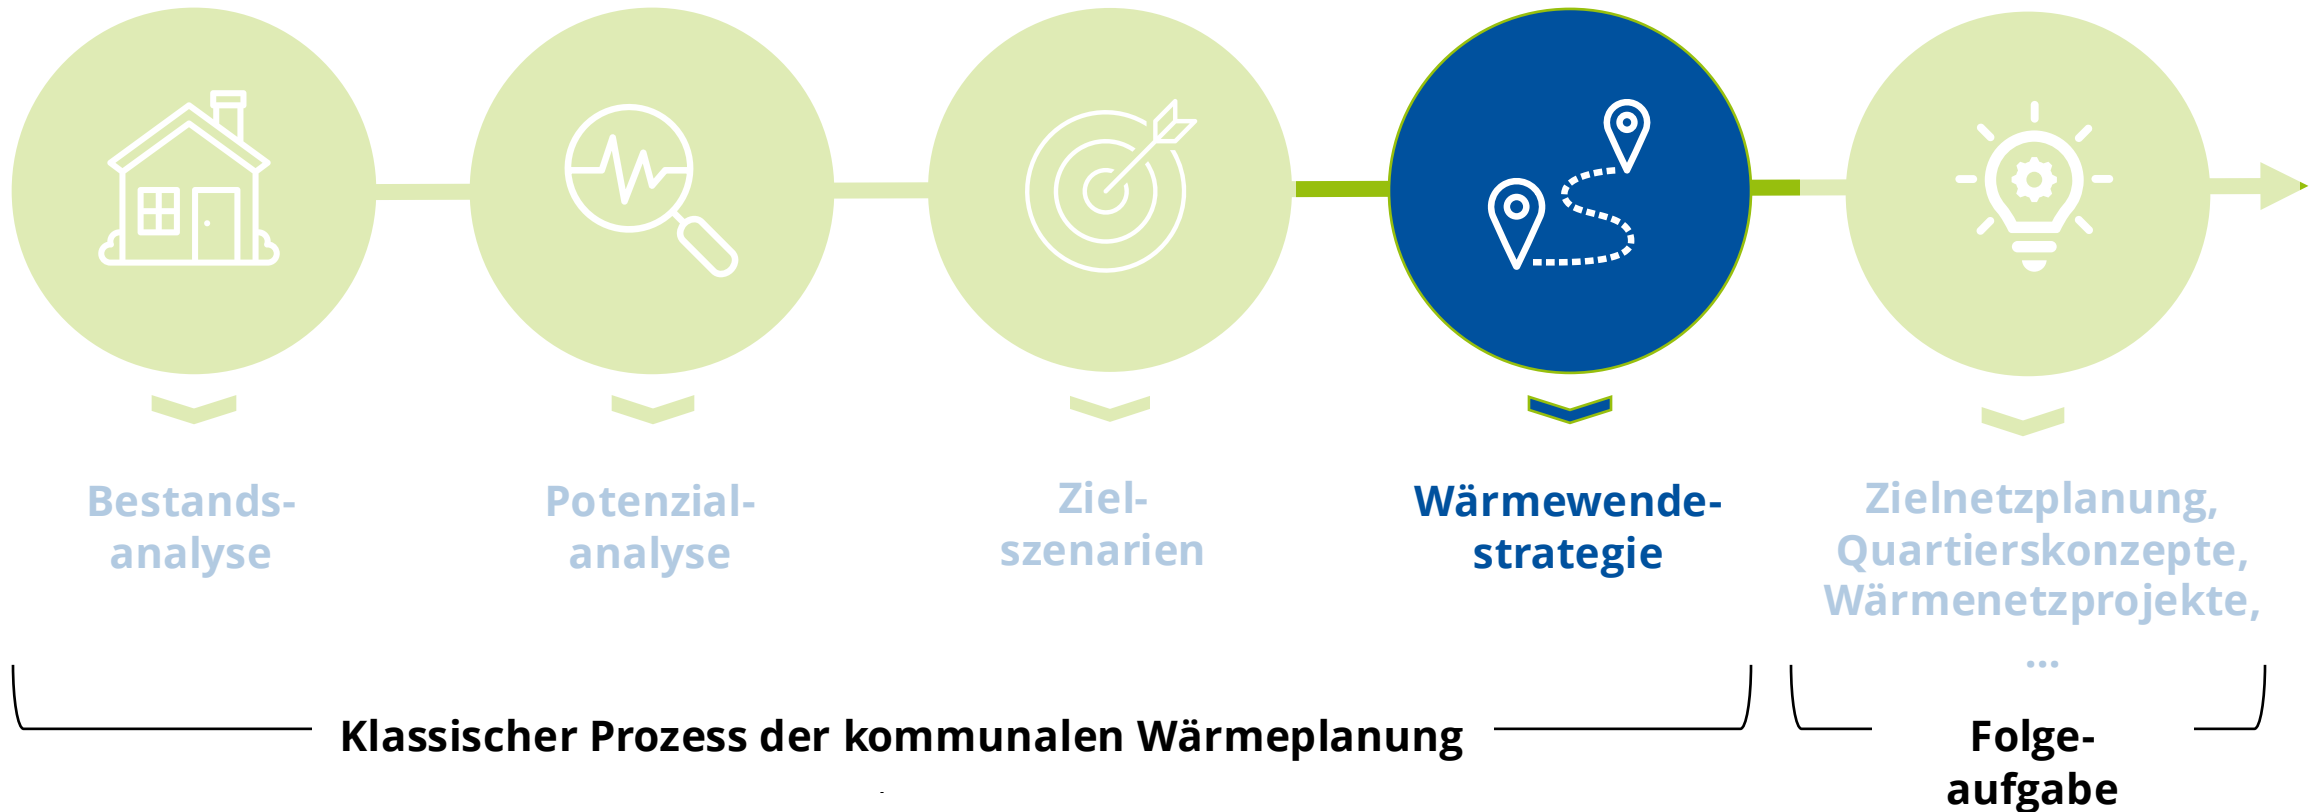 Bestands-
analyse
Potenzial-
analyse
Ziel-
szenarien
Wärmewende-
strategie
Zielnetzplanung,
Quartierskonzepte,
Wärmenetzprojekte,
...
Klassischer Prozess der kommunalen Wärmeplanung
Folge-
aufgabe